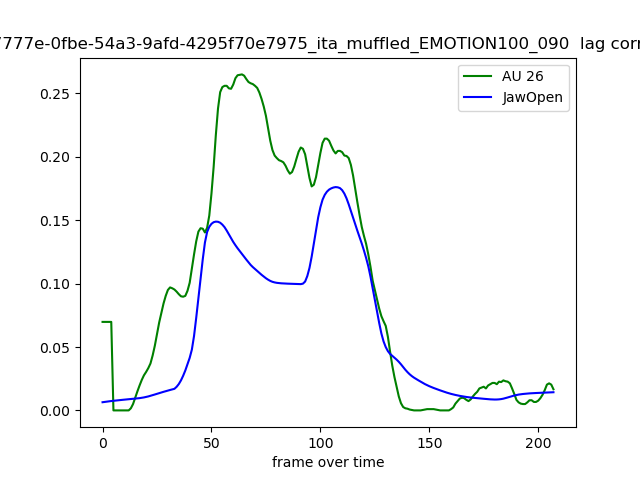 7777e-0fbe-54a3-9afd-4295f70e7975_ita_muffled_EMOTION100_090 lag corr
AU 26
JawOpen
0.25
0.20
0.15
0.10
0.05
0.00
0 50 100 150 200
frame over time